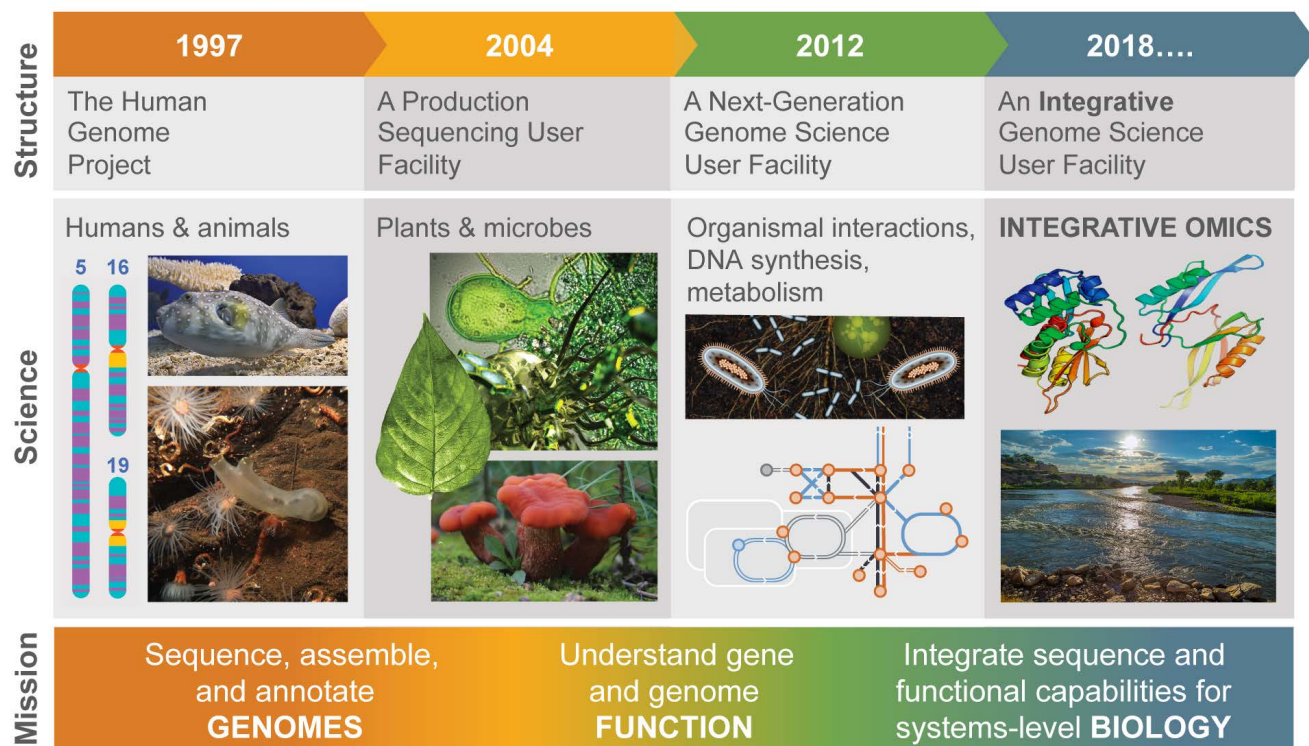 Structure
1997
2004
2012
2018....
The Human
Genome
Project
A Production
Sequencing User
Facility
A Next-Generation
Genome Science
User Facility
An Integrative
Genome Science
User Facility
Science
Humans & animals
5
16
19
Plants & microbes
Organismal interactions,
DNA synthesis,
metabolism
INTEGRATIVE OMICS
Mission
Sequence, assemble,
and annotate
GENOMES
Understand gene
and genome
FUNCTION
Integrate sequence and
functional capabilities for
systems-level BIOLOGY